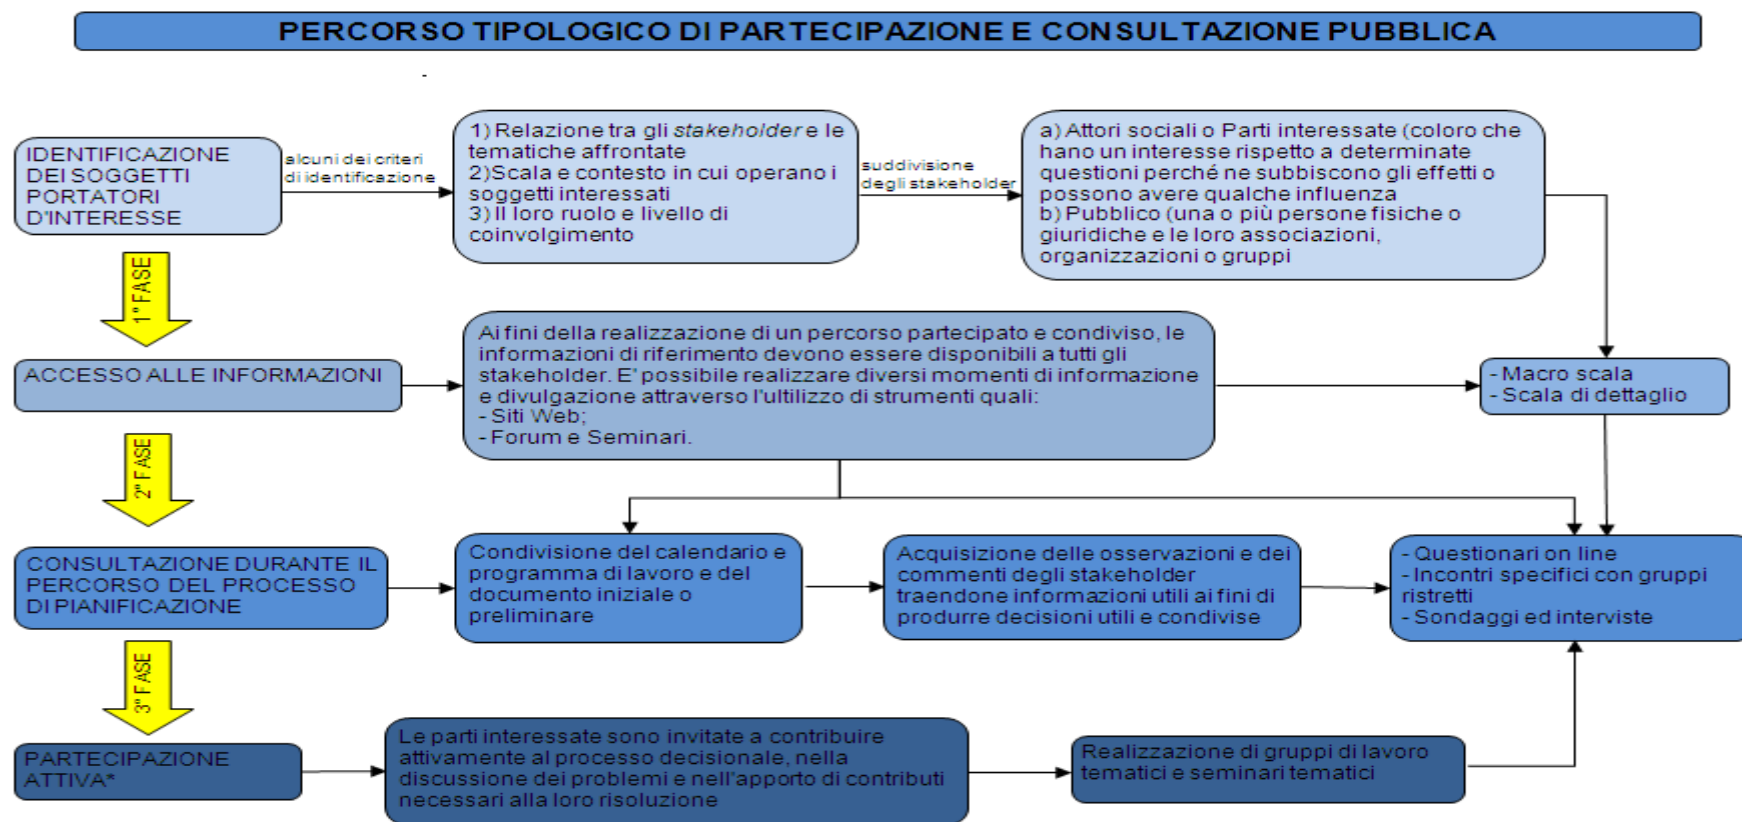 PERCORSO TIPOLOGICO DI PARTECIPAZIONE E CONSULTAZIONE PUBBLICA
IDENTIFICAZIONE
DEI SOGGETTI
PORTATORI
D'INTERESSE
alcuni dei criteri
di identificazione
1) Relazione tra gli stakeholder e le
tematiche affrontate
2)Scala e contesto in cui operano i
soggetti interessati
3) Il loro ruolo e livello di
coinvolgimento
suddivisione
degli stakeholder
a) Attori sociali o Parti interessate (coloro che
hano un interesse rispetto a determinate
questioni perché ne subbiscono gli effetti o
possono avere qualche influenza
b) Pubblico (una o più persone fisiche o
giuridiche e le loro associazioni,
organizzazioni o gruppi
1° FASE
ACCESSO ALLE INFORMAZIONI
Ai fini della realizzazione di un percorso partecipato e condiviso, le
informazioni di riferimento devono essere disponibili a tutti gli
stakeholder. E' possibile realizzare diversi momenti di informazione
e divulgazione attraverso l'ultilizzo di strumenti quali:
- Siti Web;
- Forum e Seminari.
- Macro scala
- Scala di dettaglio
2° FASE
CONSULTAZIONE DURANTE IL
PERCORSO DEL PROCESSO
DI PIANIFICAZIONE
Condivisione del calendario e
programma di lavoro e del
documento iniziale o
preliminare
Acquisizione delle osservazioni e dei
commenti degli stakeholder
traendone informazioni utili ai fini di
produrre decisioni utili e condivise
- Questionari on line
- Incontri specifici con gruppi
ristretti
- Sondaggi ed interviste
3° FASE
PARTECIPAZIONE
ATTIVA*
Le parti interessate sono invitate a contribuire
attivamente al processo decisionale, nella
discussione dei problemi e nell'apporto di contributi
necessari alla loro risoluzione
Realizzazione di gruppi di lavoro
tematici e seminari tematici